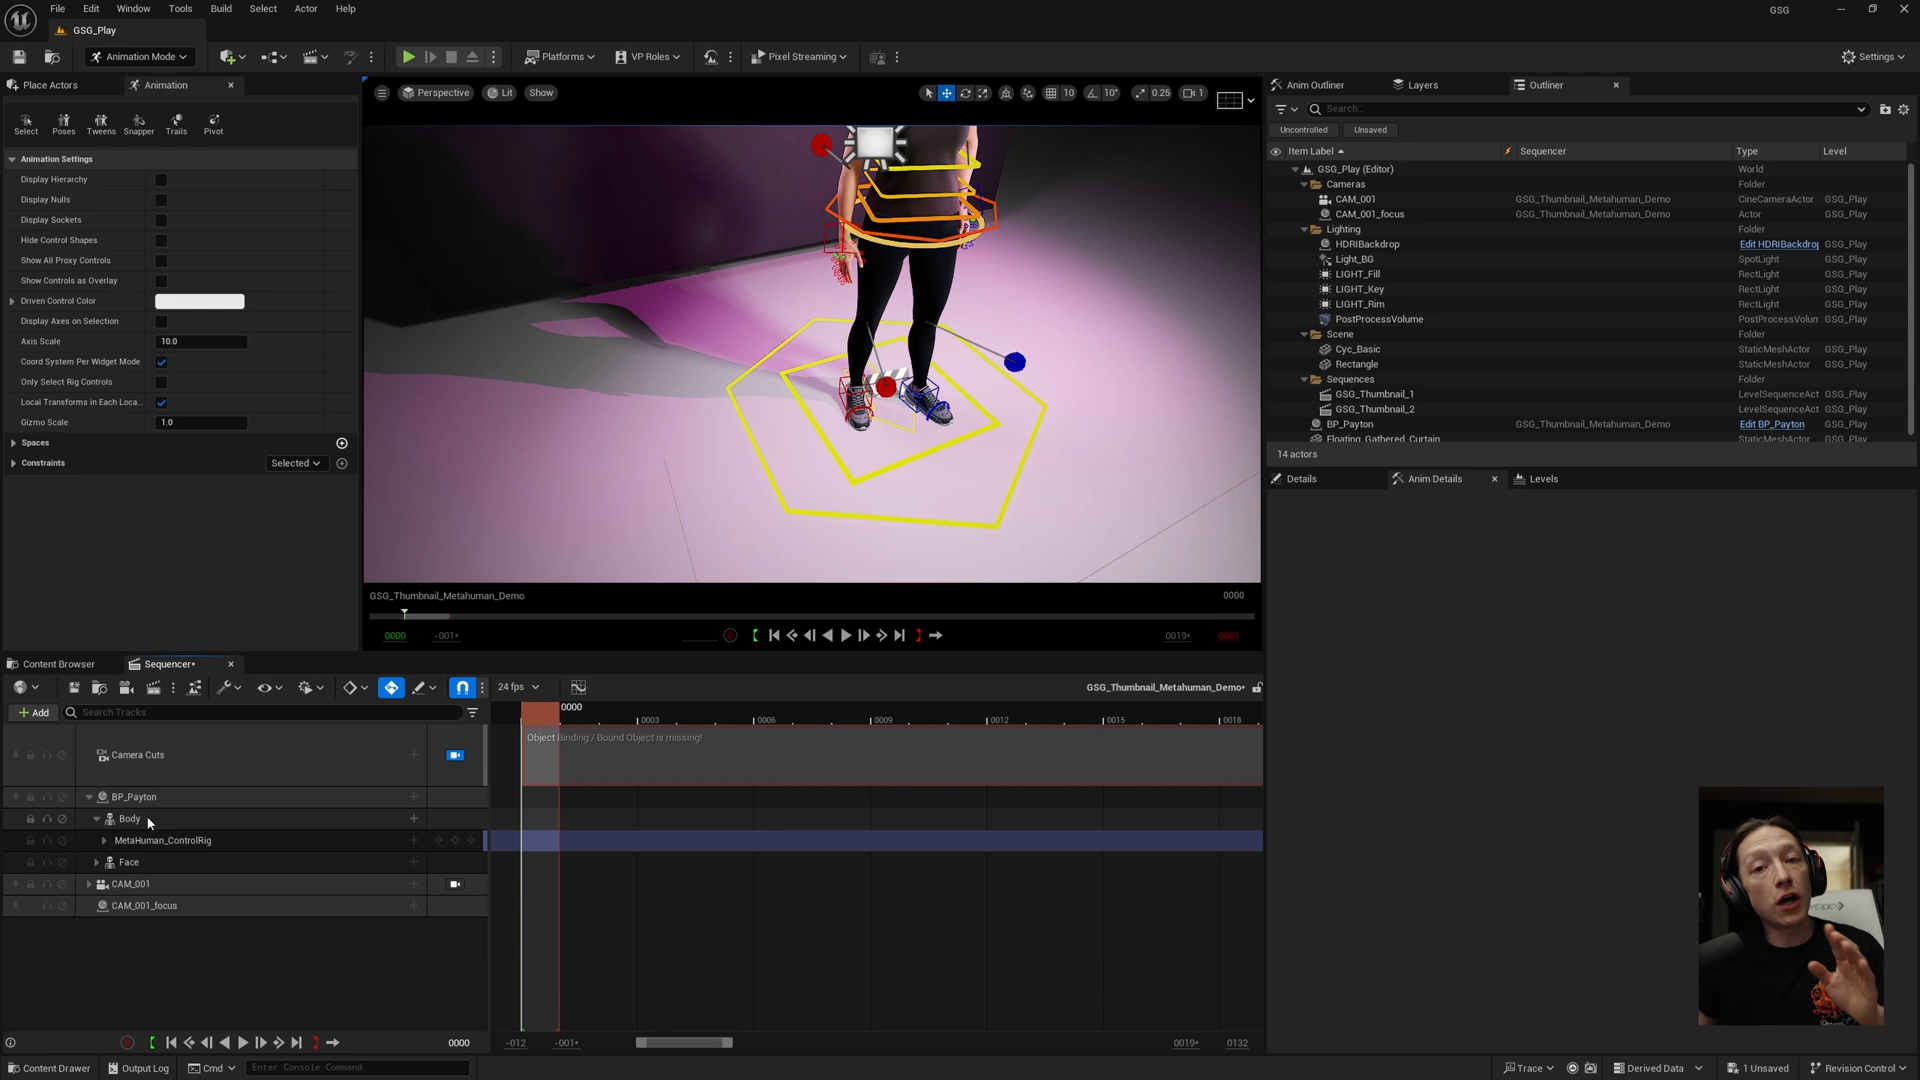 File Edit Window Tools Build Select Actor Help
GSG
GSG_Play
Animation Mode
Platforms
VP Roles
Pixel Streaming
Settings
Place Actors
Animation
Select Poses Tweens Snapper Trails Pivot
Animation Settings
Display Hierarchy
Display Nulls
Display Sockets
Hide Control Shapes
Show All Proxy Controls
Show Controls as Overlay
Driven Control Color
Display Axes on Selection
Axis Scale 10.0
Coord System Per Widget Mode
Only Select Rig Controls
Local Transforms in Each Loca...
Gizmo Scale 1.0
Spaces
Constraints Selected
Perspective Lit Show
10 10° 0.25 1
GSG_Thumbnail_Metahuman_Demo 0000
0000 -001* 0019* 0001
Anim Outliner Layers Outliner
Search...
Uncontrolled Unsaved
Item Label Sequencer Type Level
GSG_Play (Editor) World
Cameras Folder
CAM_001 GSG_Thumbnail_Metahuman_Demo CineCameraActor GSG_Play
CAM_001_focus GSG_Thumbnail_Metahuman_Demo Actor GSG_Play
Lighting Folder
HDRIBackdrop Edit HDRIBackdrop GSG_Play
Light_BG SpotLight GSG_Play
LIGHT_Fill RectLight GSG_Play
LIGHT_Key RectLight GSG_Play
LIGHT_Rim RectLight GSG_Play
PostProcessVolume PostProcessVolum GSG_Play
Scene Folder
Cyc_Basic StaticMeshActor GSG_Play
Rectangle StaticMeshActor GSG_Play
Sequences Folder
GSG_Thumbnail_1 LevelSequenceAct GSG_Play
GSG_Thumbnail_2 LevelSequenceAct GSG_Play
BP_Payton GSG_Thumbnail_Metahuman_Demo Edit BP_Payton GSG_Play
Floating_Gathered_Curtain StaticMeshActor GSG_Play
14 actors
Details Anim Details Levels
Content Browser Sequencer*
24 fps
GSG_Thumbnail_Metahuman_Demo*
+ Add
Search Tracks
0000
0003 0006 0009 0012 0015 0018
Camera Cuts
Object Binding / Bound Object is missing!
BP_Payton
Body
MetaHuman_ControlRig
Face
CAM_001
CAM_001_focus
0000
-012 -001* 0019* 0132
Content Drawer Output Log Cmd Enter Console Command
Trace Derived Data 1 Unsaved Revision Control